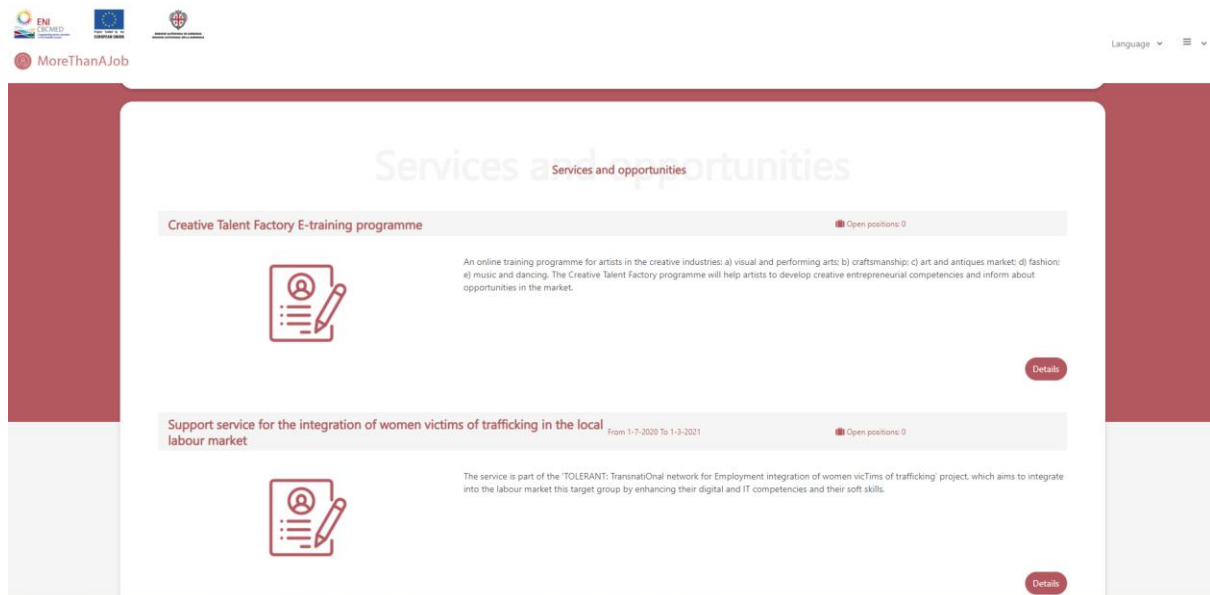 ENI
CBCMED
EUROPEAN UNION
MoreThanAJob
Language
Services and opportunities
Services and opportunities
Creative Talent Factory E-training programme
Open positions: 0
An online training programme for artists in the creative industries: a) visual and performing arts; b) craftsmanship; c) art and antiques market; d) fashion;
e) music and dancing. The Creative Talent Factory programme will help artists to develop creative entrepreneurial competencies and inform about
opportunities in the market.
Details
Support service for the integration of women victims of trafficking in the local
labour market
From 1-7-2020 To 1-3-2021
Open positions: 0
The service is part of the 'TOLERANT: TransnatiOnal network for Employment integration of women vicTims of trafficking' project, which aims to integrate
into the labour market this target group by enhancing their digital and IT competencies and their soft skills.
Details